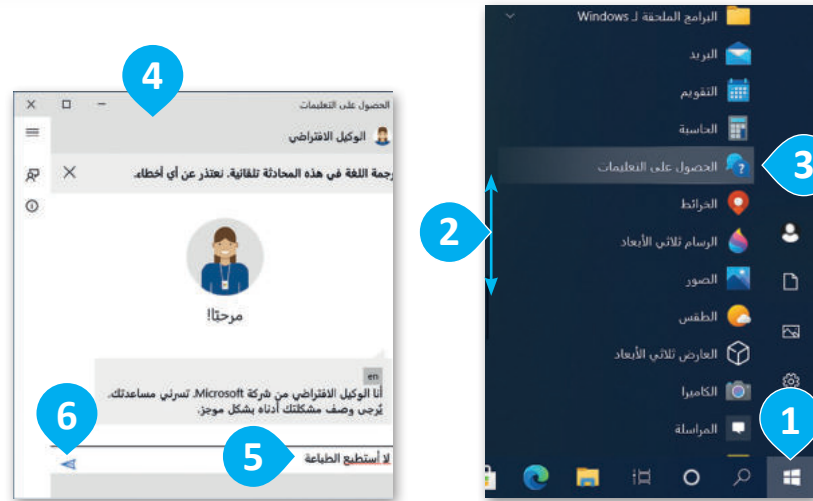 البرامج الملحقة لـ Windows
البريد
التقويم
الحاسبة
الحصول على التعليمات
3
2
الخرائط
الرسام ثلاثي الأبعاد
الصور
الطقس
العارض ثلاثي الأبعاد
الكاميرا
المراسلة
1
4
الحصول على التعليمات
الوكيل الافتراضي
رجمة اللغة في هذه المحادثة تلقائية. نعتذر عن أي أخطاء.
مرحبًا!
en
أنا الوكيل الافتراضي من شركة Microsoft. تسرني مساعدتك.
يُرجى وصف مشكلتك أدناه بشكل موجز.
6
5
لا أستطيع الطباعة